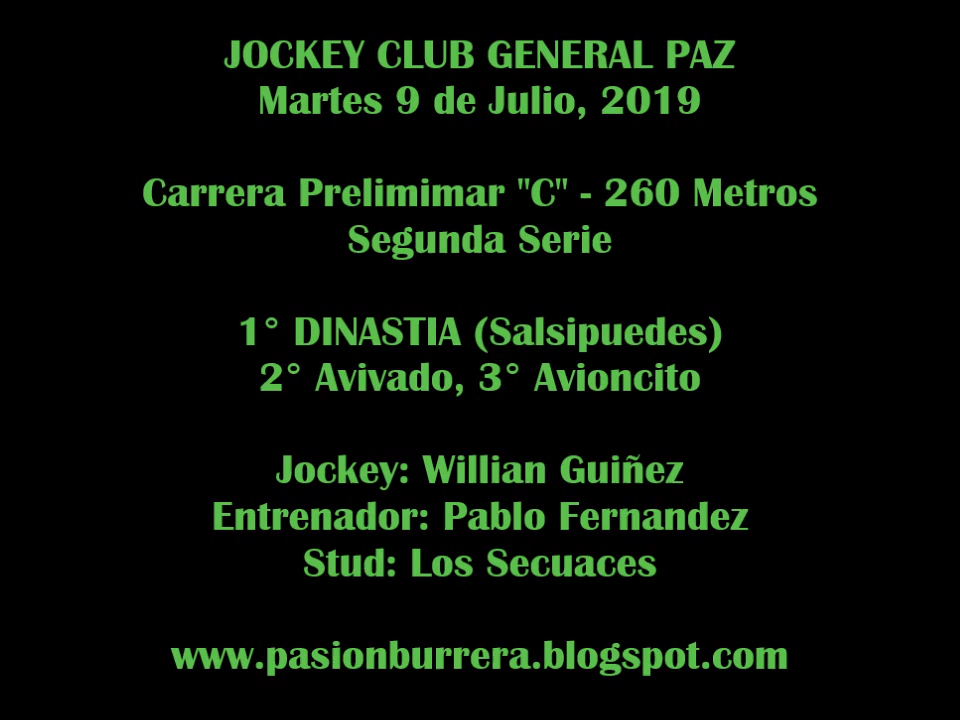 JOCKEY CLUB GENERAL PAZ
Martes 9 de Julio, 2019
Carrera Prelimimar "C" - 260 Metros
Segunda Serie
1° DINASTIA (Salsipuedes)
2° Avivado, 3° Avioncito
Jockey: Willian Guiñez
Entrenador: Pablo Fernandez
Stud: Los Secuaces
www.pasionburrera.blogspot.com